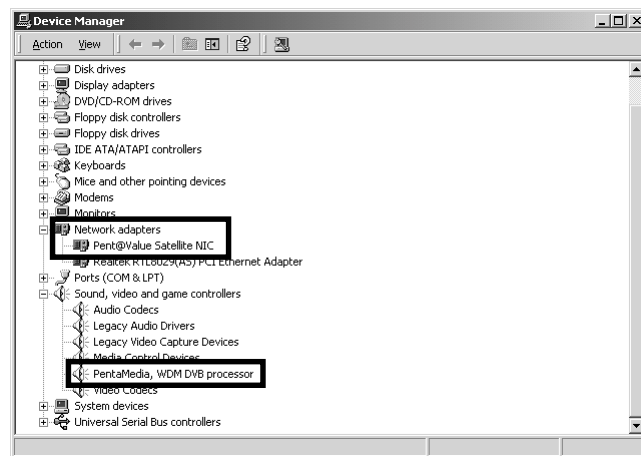 Device Manager
Action View
Disk drives
Display adapters
DVD/CD-ROM drives
Floppy disk controllers
Floppy disk drives
IDE ATA/ATAPI controllers
Keyboards
Mice and other pointing devices
Modems
Monitors
Network adapters
Pent@Value Satellite NIC
Realtek RTL8029(AS) PCI Ethernet Adapter
Ports (COM & LPT)
Sound, video and game controllers
Audio Codecs
Legacy Audio Drivers
Legacy Video Capture Devices
Media Control Devices
PentaMedia, WDM DVB processor
Video Codecs
System devices
Universal Serial Bus controllers